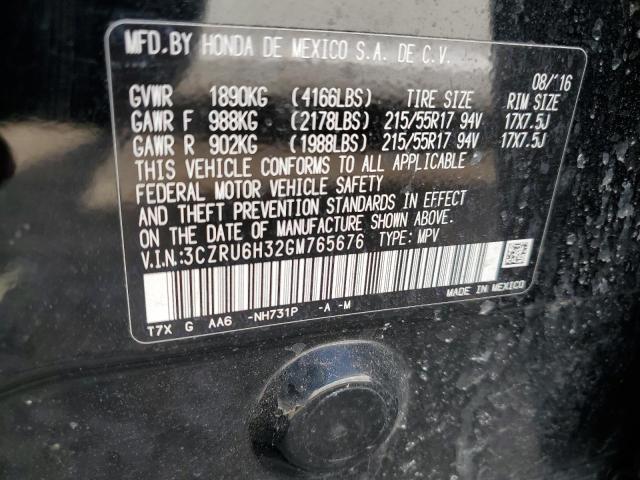 MFD.BY HONDA DE MEXICO S.A. DE C.V.
08/'16
GVWR 1890KG (4166LBS) TIRE SIZE RIM SIZE
GAWR F 988KG (2178LBS) 215/55R17 94V 17X7.5J
GAWR R 902KG (1988LBS) 215/55R17 94V 17X7.5J
THIS VEHICLE CONFORMS TO ALL APPLICABLE
FEDERAL MOTOR VEHICLE SAFETY
AND THEFT PREVENTION STANDARDS IN EFFECT
ON THE DATE OF MANUFACTURE SHOWN ABOVE.
V.I.N:3CZRU6H32GM765676 TYPE: MPV
MADE IN MEXICO
T7X G AA6 -NH731P -A -M